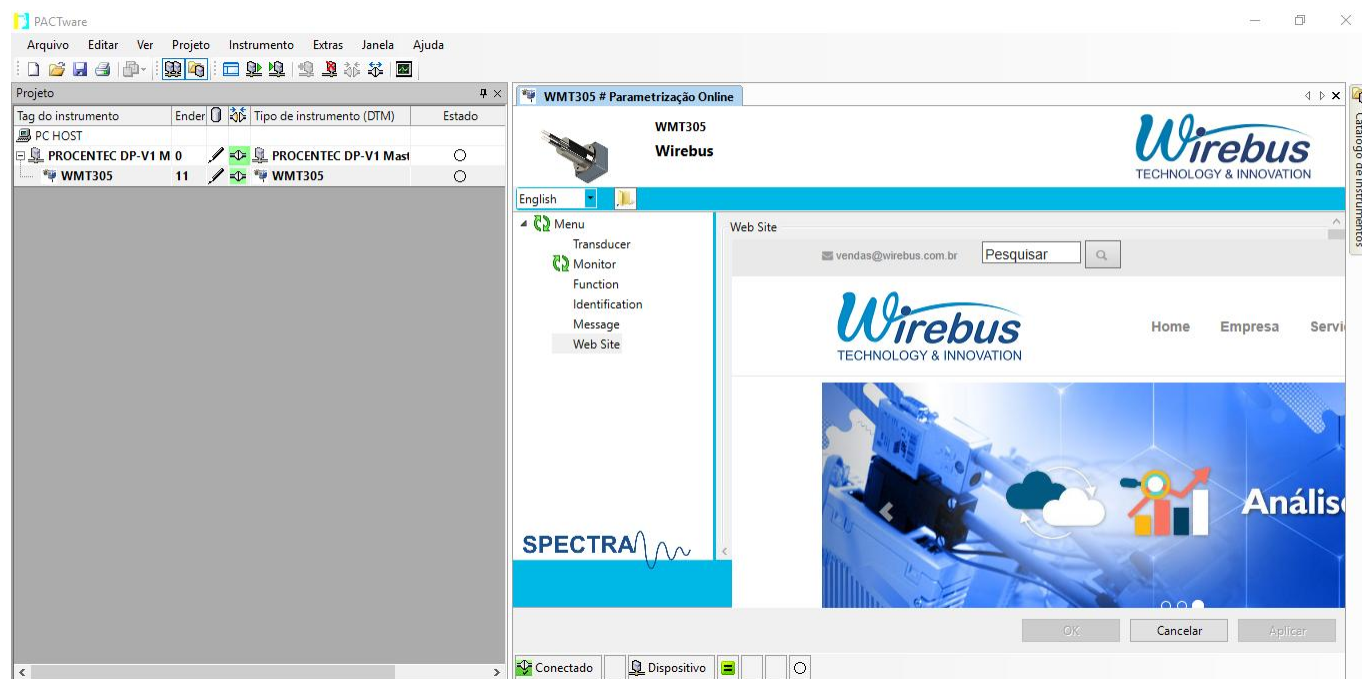 PACTware
Arquivo Editar Ver Projeto Instrumento Extras Janela Ajuda
Projeto
Tag do instrumento Ender Tipo de instrumento (DTM) Estado
PC HOST
PROCENTEC DP-V1 M 0 PROCENTEC DP-V1 Mast
WMT305 11 WMT305
WMT305 # Parametrização Online
WMT305
Wirebus
Wirebus
TECHNOLOGY & INNOVATION
English
Menu
Transducer
Monitor
Function
Identification
Message
Web Site
SPECTRA
Web Site
vendas@wirebus.com.br Pesquisar
Wirebus
TECHNOLOGY & INNOVATION
Home Empresa Servi
Anális
OK Cancelar Aplicar
Conectado Dispositivo
Catálogo de instrumentos